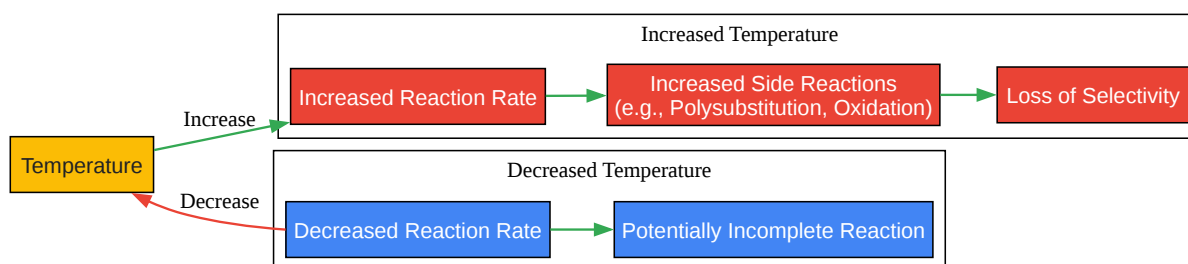 Increased Temperature
Increased Reaction Rate
Increased Side Reactions
(e.g., Polysubstitution, Oxidation)
Loss of Selectivity
Increase
Temperature
Decreased Temperature
Decrease
Decreased Reaction Rate
Potentially Incomplete Reaction